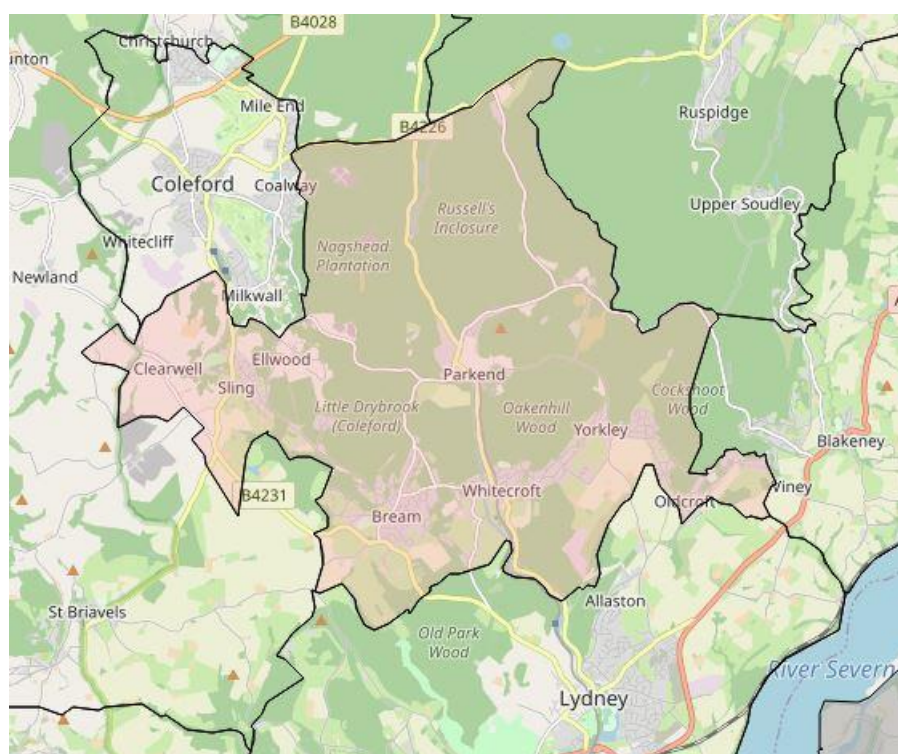 B4028
Christchurch
unton
Mile End
B4226
Ruspidge
Coleford
Coalway
Russell's
Inclosure
Upper Soudley
Whitecliff
Nagshead
Plantation
Newland
Milkwall
A
Ellwood
Clearwell
Parkend
Sling
Cockshoot
Wood
Little Drybrook
(Coleford)
Oakenhill
Wood
Yorkley
Blakeney
B4231
Whitecroft
Oldcroft
Viney
Bream
St Briavels
Allaston
Old Park
Wood
River Severn
Lydney